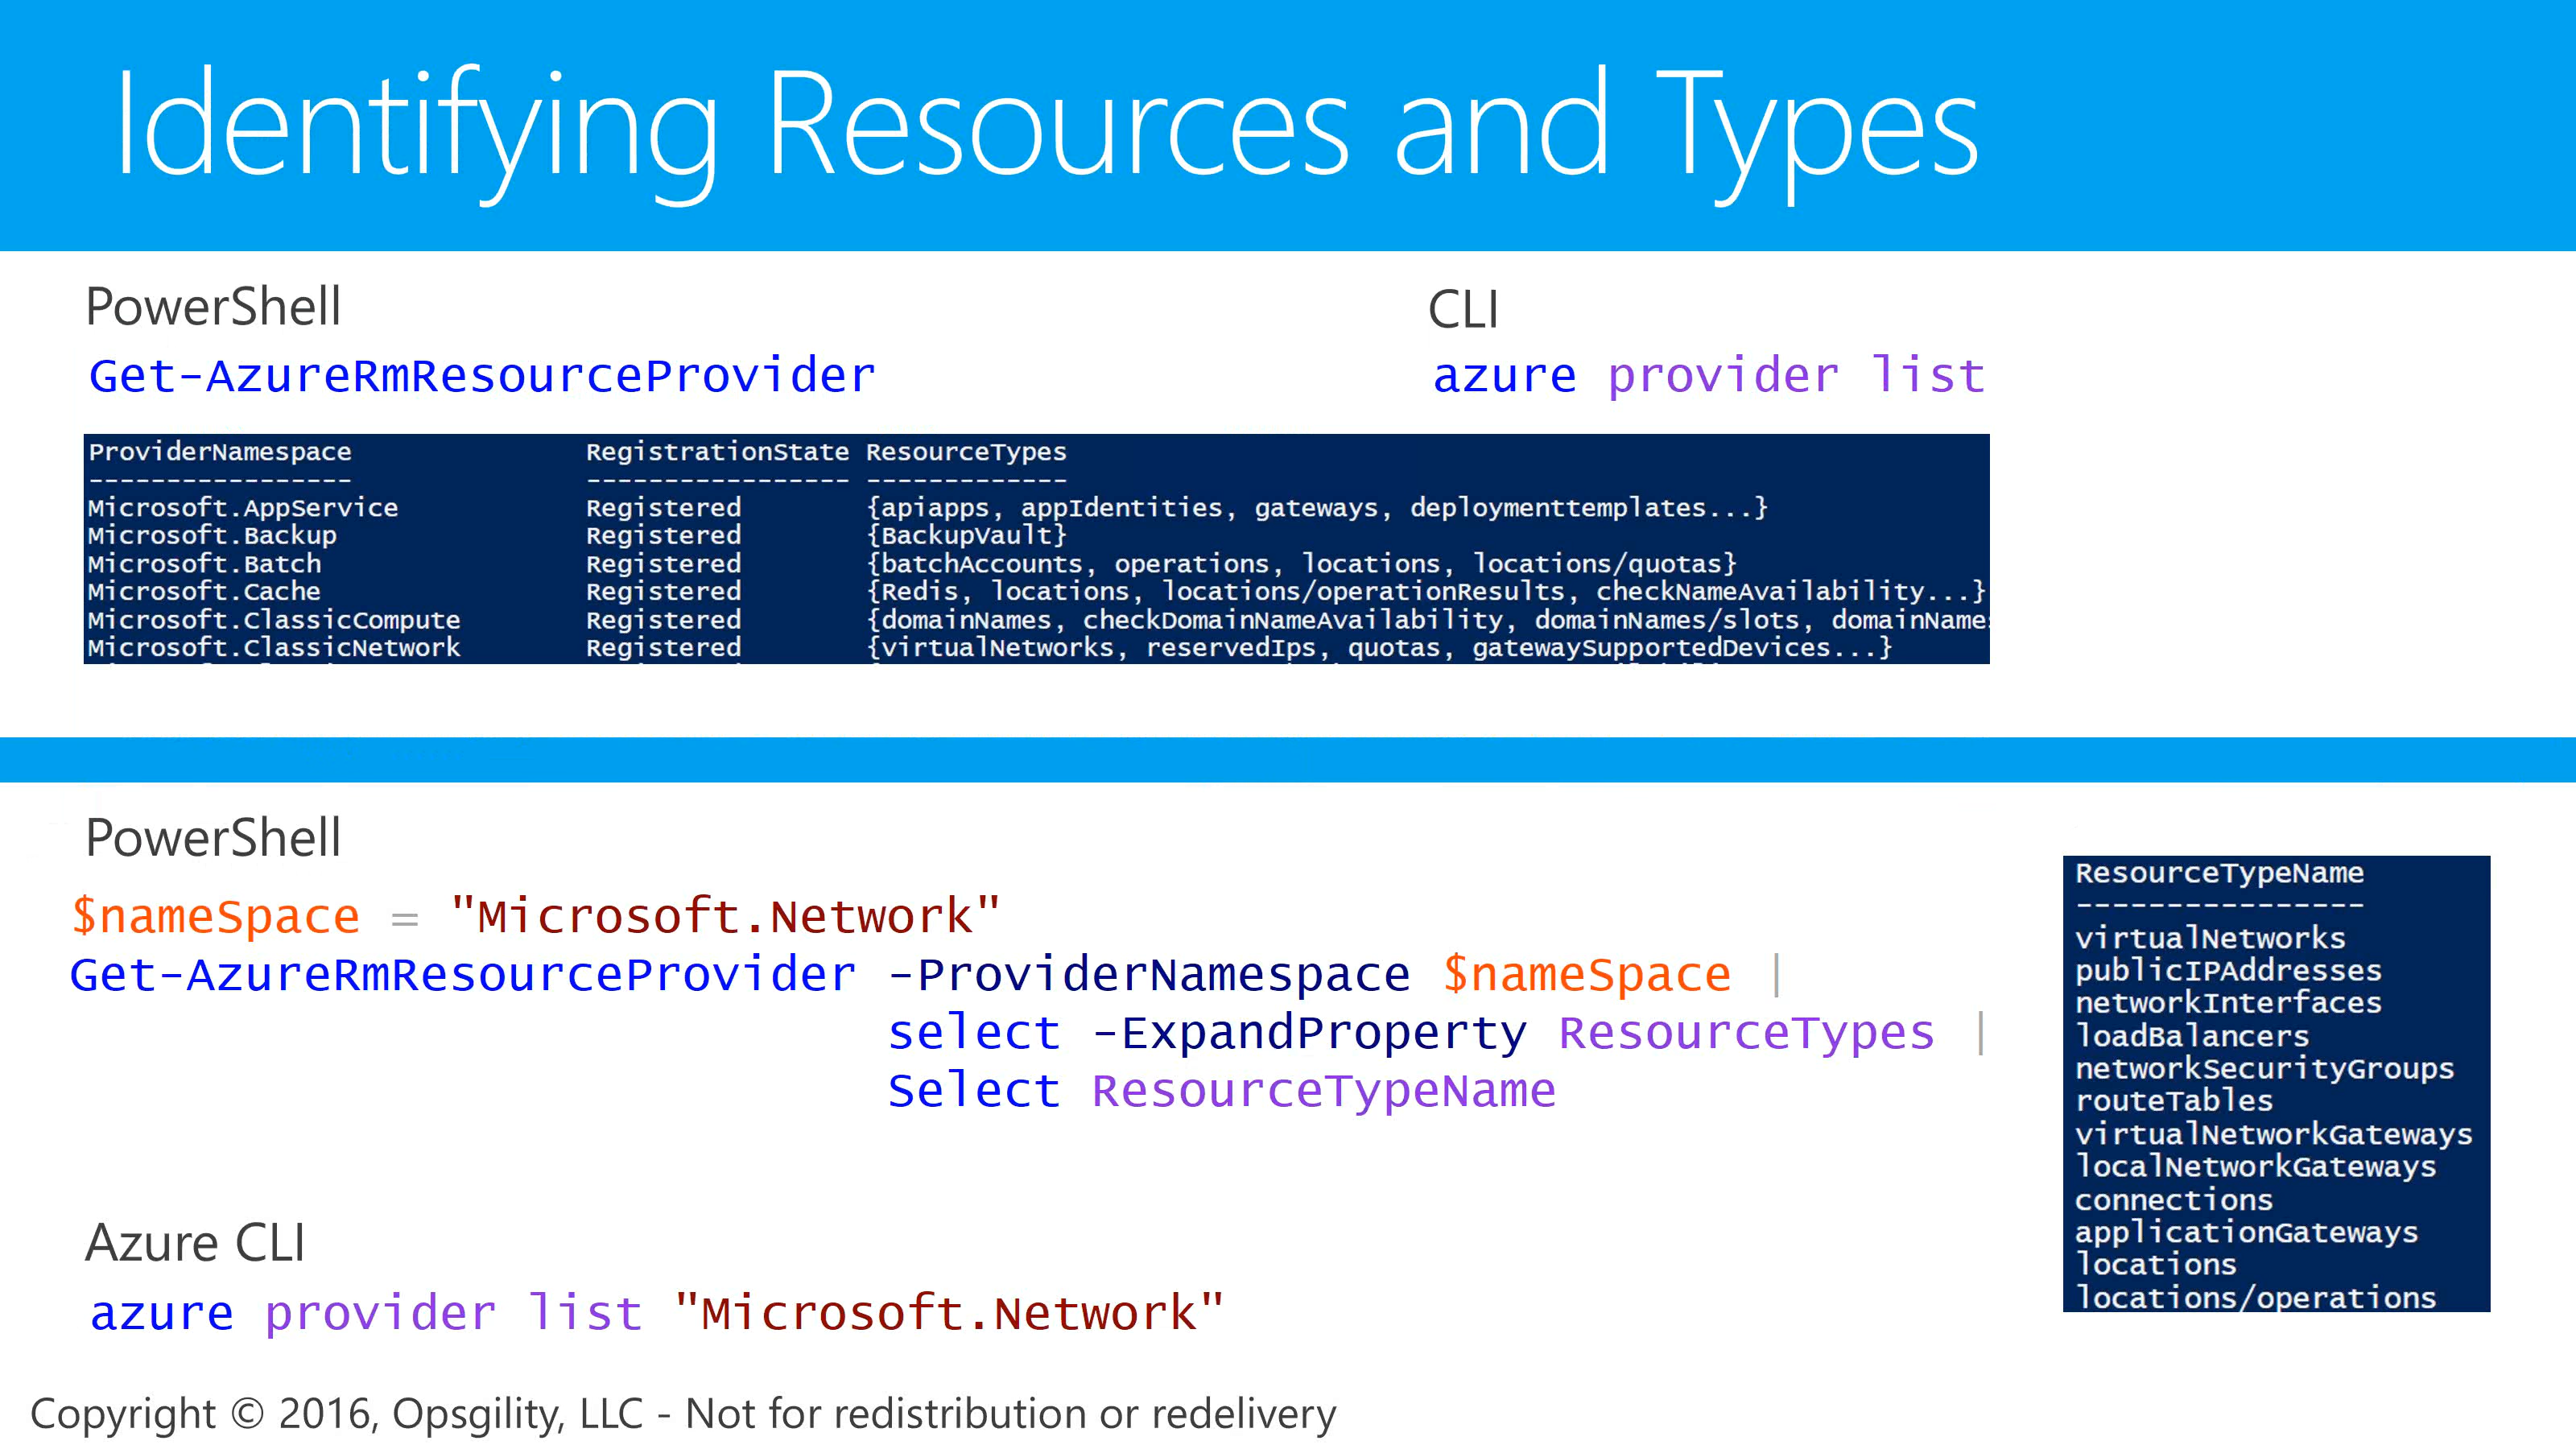 Identifying Resources and Types
PowerShell
Get-AzureRmResourceProvider
CLI
azure provider list
ProviderNamespace RegistrationState ResourceTypes
----------------- ----------------- -------------
Microsoft.AppService Registered {apiapps, appIdentities, gateways, deploymenttemplates...}
Microsoft.Backup Registered {BackupVault}
Microsoft.Batch Registered {batchAccounts, operations, locations, locations/quotas}
Microsoft.Cache Registered {Redis, locations, locations/operationResults, checkNameAvailability...}
Microsoft.ClassicCompute Registered {domainNames, checkDomainNameAvailability, domainNames/slots, domainNames
Microsoft.ClassicNetwork Registered {virtualNetworks, reservedIps, quotas, gatewaySupportedDevices...}
PowerShell
$nameSpace = "Microsoft.Network"
Get-AzureRmResourceProvider -ProviderNamespace $nameSpace |
select -ExpandProperty ResourceTypes |
Select ResourceTypeName
ResourceTypeName
----------------
virtualNetworks
publicIPAddresses
networkInterfaces
loadBalancers
networkSecurityGroups
routeTables
virtualNetworkGateways
localNetworkGateways
connections
applicationGateways
locations
locations/operations
Azure CLI
azure provider list "Microsoft.Network"
Copyright © 2016, Opsgility, LLC - Not for redistribution or redelivery